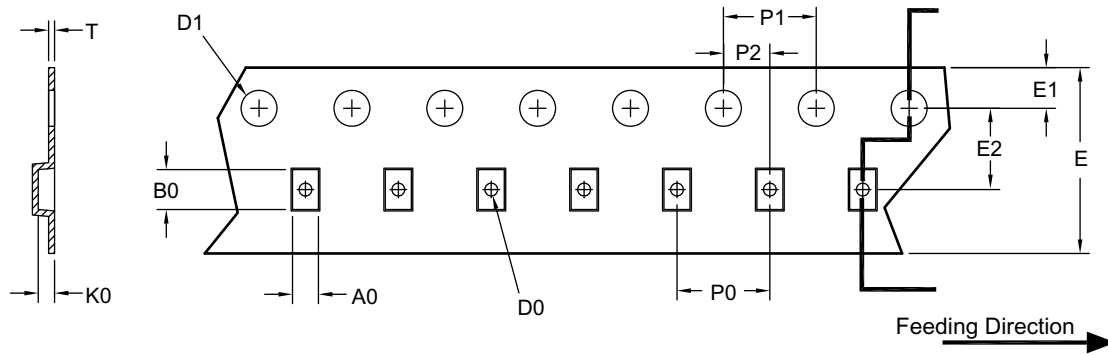 T
D1
P1
P2
E1
E2
E
B0
K0
A0
D0
P0
Feeding Direction